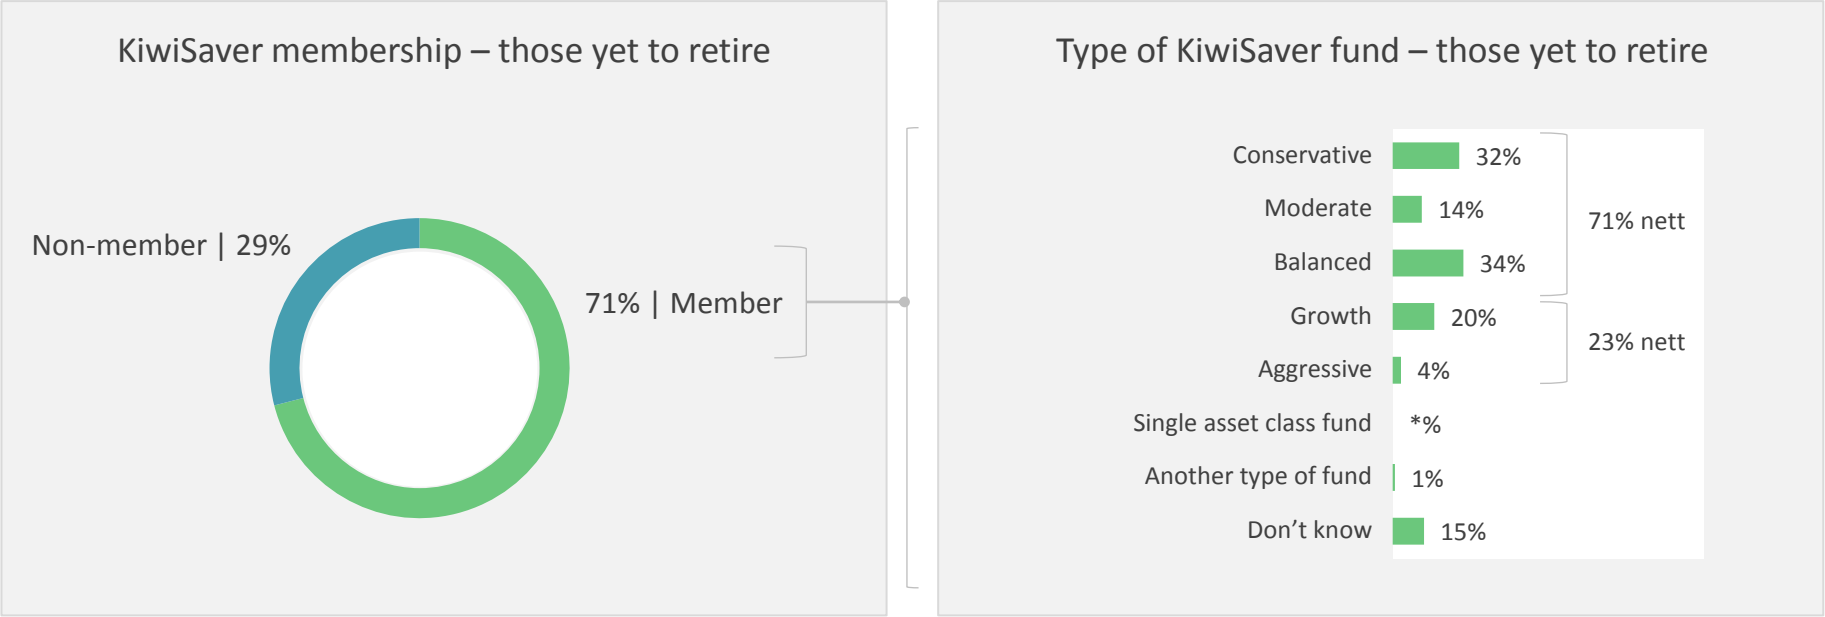 KiwiSaver membership – those yet to retire
Non-member | 29%
71% | Member
Type of KiwiSaver fund – those yet to retire
Conservative 32%
Moderate 14%
71% nett
Balanced 34%
Growth 20%
23% nett
Aggressive 4%
Single asset class fund *%
Another type of fund 1%
Don’t know 15%